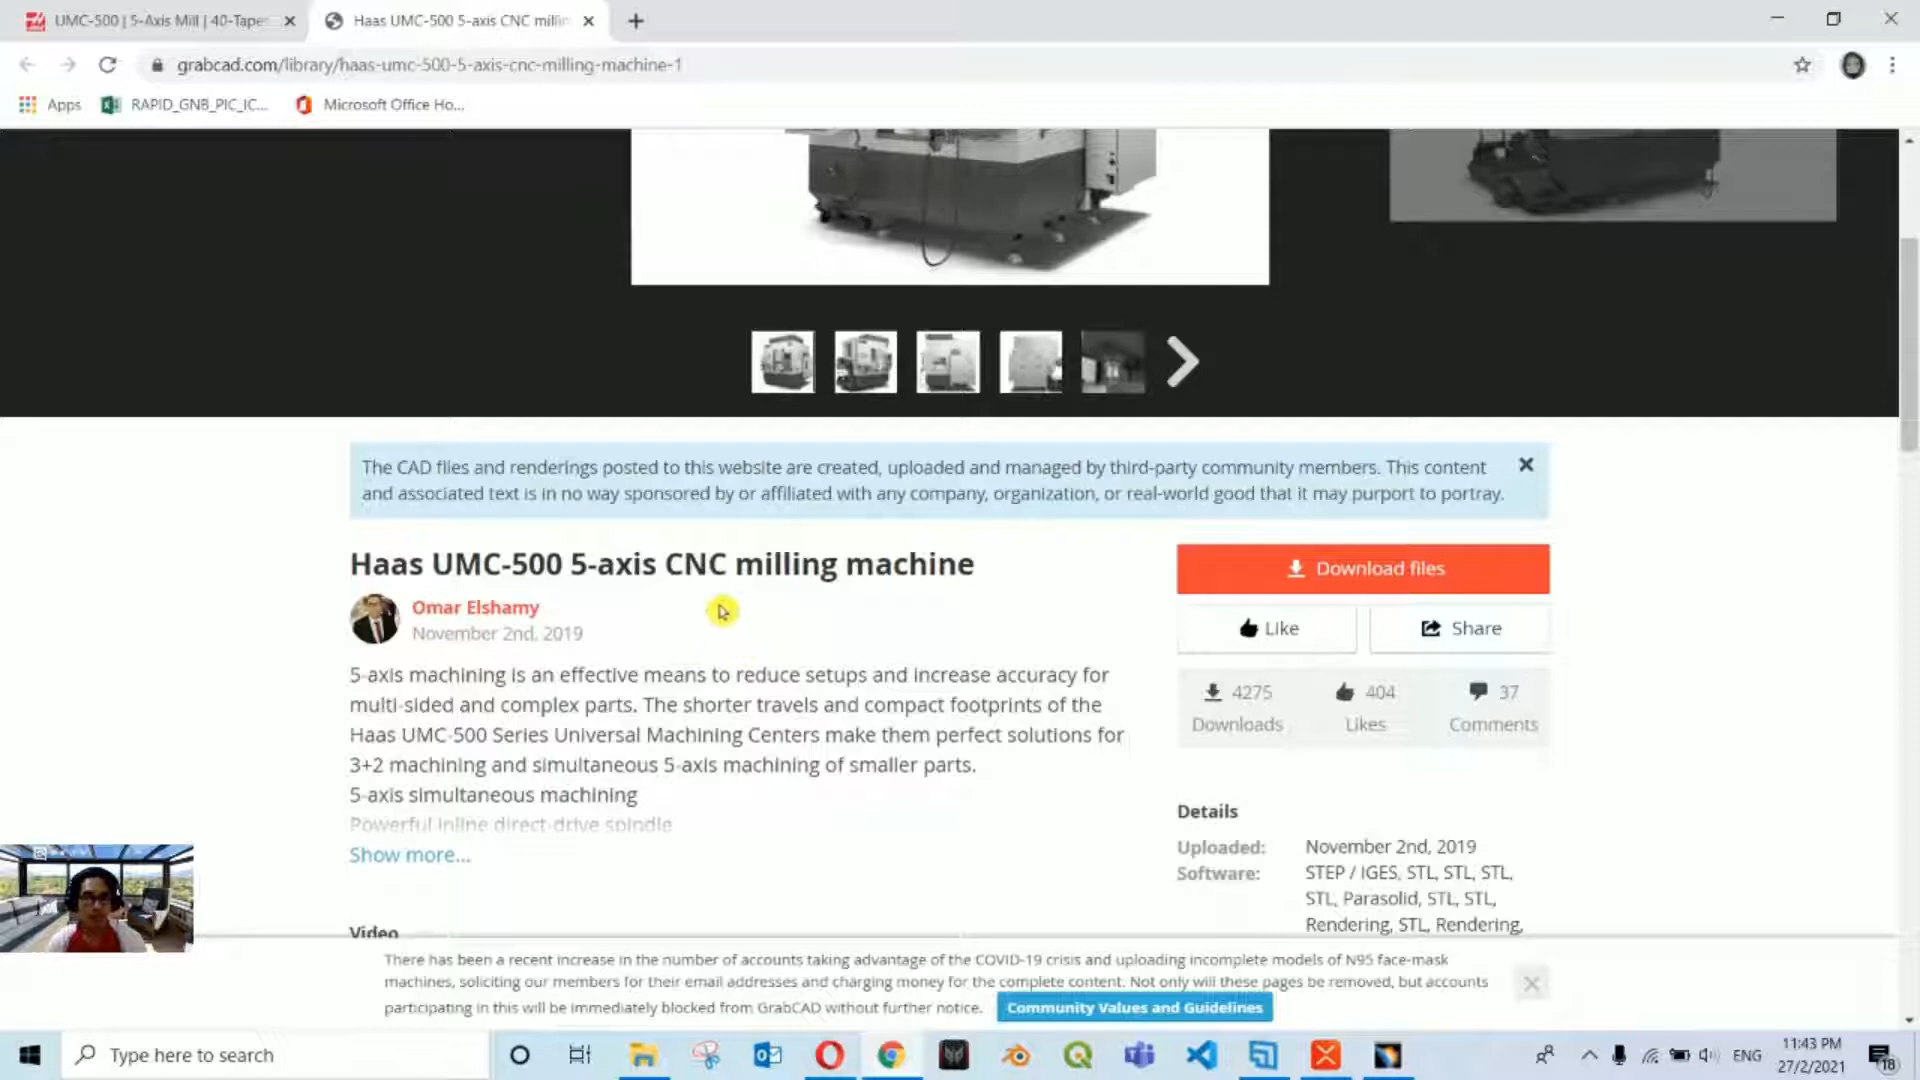 UMC-500 | 5-Axis Mill | 40-Taper
Haas UMC-500 5-axis CNC millin
grabcad.com/library/haas-umc-500-5-axis-cnc-milling-machine-1
Apps
RAPID_GNB_PIC_IC...
Microsoft Office Ho...
The CAD files and renderings posted to this website are created, uploaded and managed by third-party community members. This content
and associated text is in no way sponsored by or affiliated with any company, organization, or real-world good that it may purport to portray.
Haas UMC-500 5-axis CNC milling machine
Omar Elshamy
November 2nd, 2019
5-axis machining is an effective means to reduce setups and increase accuracy for
multi-sided and complex parts. The shorter travels and compact footprints of the
Haas UMC-500 Series Universal Machining Centers make them perfect solutions for
3+2 machining and simultaneous 5-axis machining of smaller parts.
5-axis simultaneous machining
Powerful inline direct-drive spindle
Show more...
Video
Download files
Like
Share
4275
Downloads
404
Likes
37
Comments
Details
Uploaded: November 2nd, 2019
Software: STEP / IGES, STL, STL, STL,
STL, Parasolid, STL, STL,
Rendering, STL, Rendering,
There has been a recent increase in the number of accounts taking advantage of the COVID-19 crisis and uploading incomplete models of N95 face-mask
machines, soliciting our members for their email addresses and charging money for the complete content. Not only will these pages be removed, but accounts
participating in this will be immediately blocked from GrabCAD without further notice.
Community Values and Guidelines
Type here to search
ENG
11:43 PM
27/2/2021
18